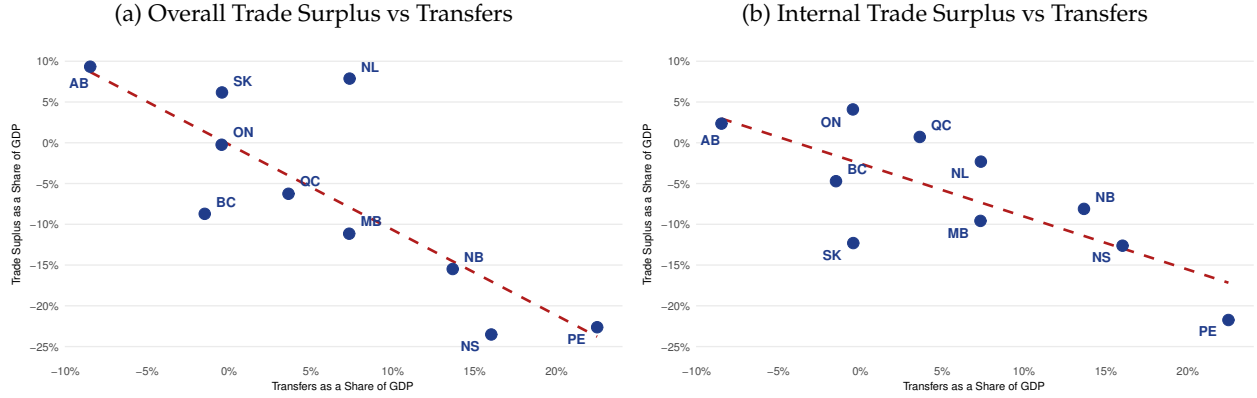 (a) Overall Trade Surplus vs Transfers
Trade Suplus as a Share of GDP
10%
5%
0%
−5%
−10%
−15%
−20%
−25%
AB
SK
NL
ON
QC
BC
MB
NB
NS
PE
−10% −5% 0% 5% 10% 15% 20%
Transfers as a Share of GDP
(b) Internal Trade Surplus vs Transfers
Trade Suplus as a Share of GDP
10%
5%
0%
−5%
−10%
−15%
−20%
−25%
AB
ON
QC
BC
NL
NB
MB
SK
NS
PE
−10% −5% 0% 5% 10% 15% 20%
Transfers as a Share of GDP